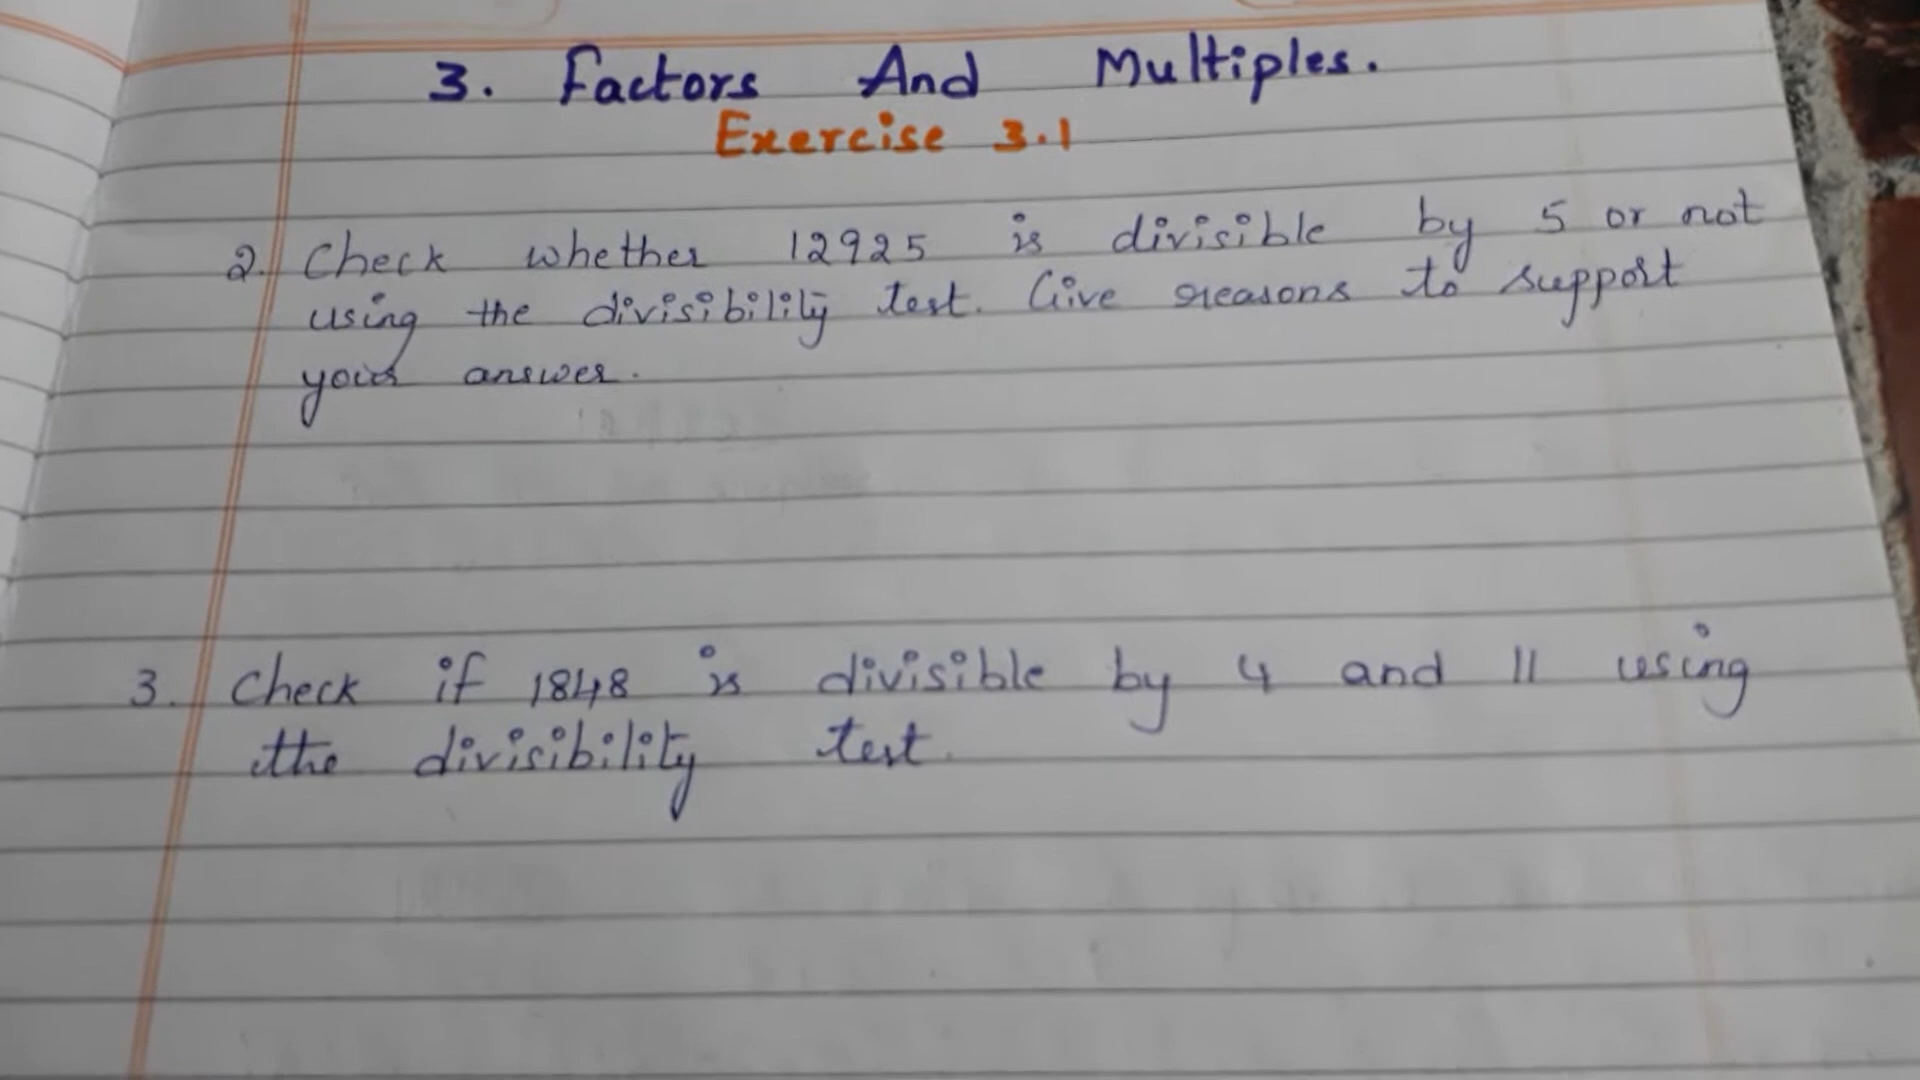 3. Factors And Multiples.
Exercise 3.1
2. Check whether 12925 is divisible by 5 or not
using the divisibility test. Give reasons to support
your answer.
3. Check if 1848 is divisible by 4 and 11 using
the divisibility test.